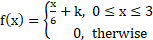 f(x) = { x/6 + k, 0 ≤ x ≤ 3
0, therwise